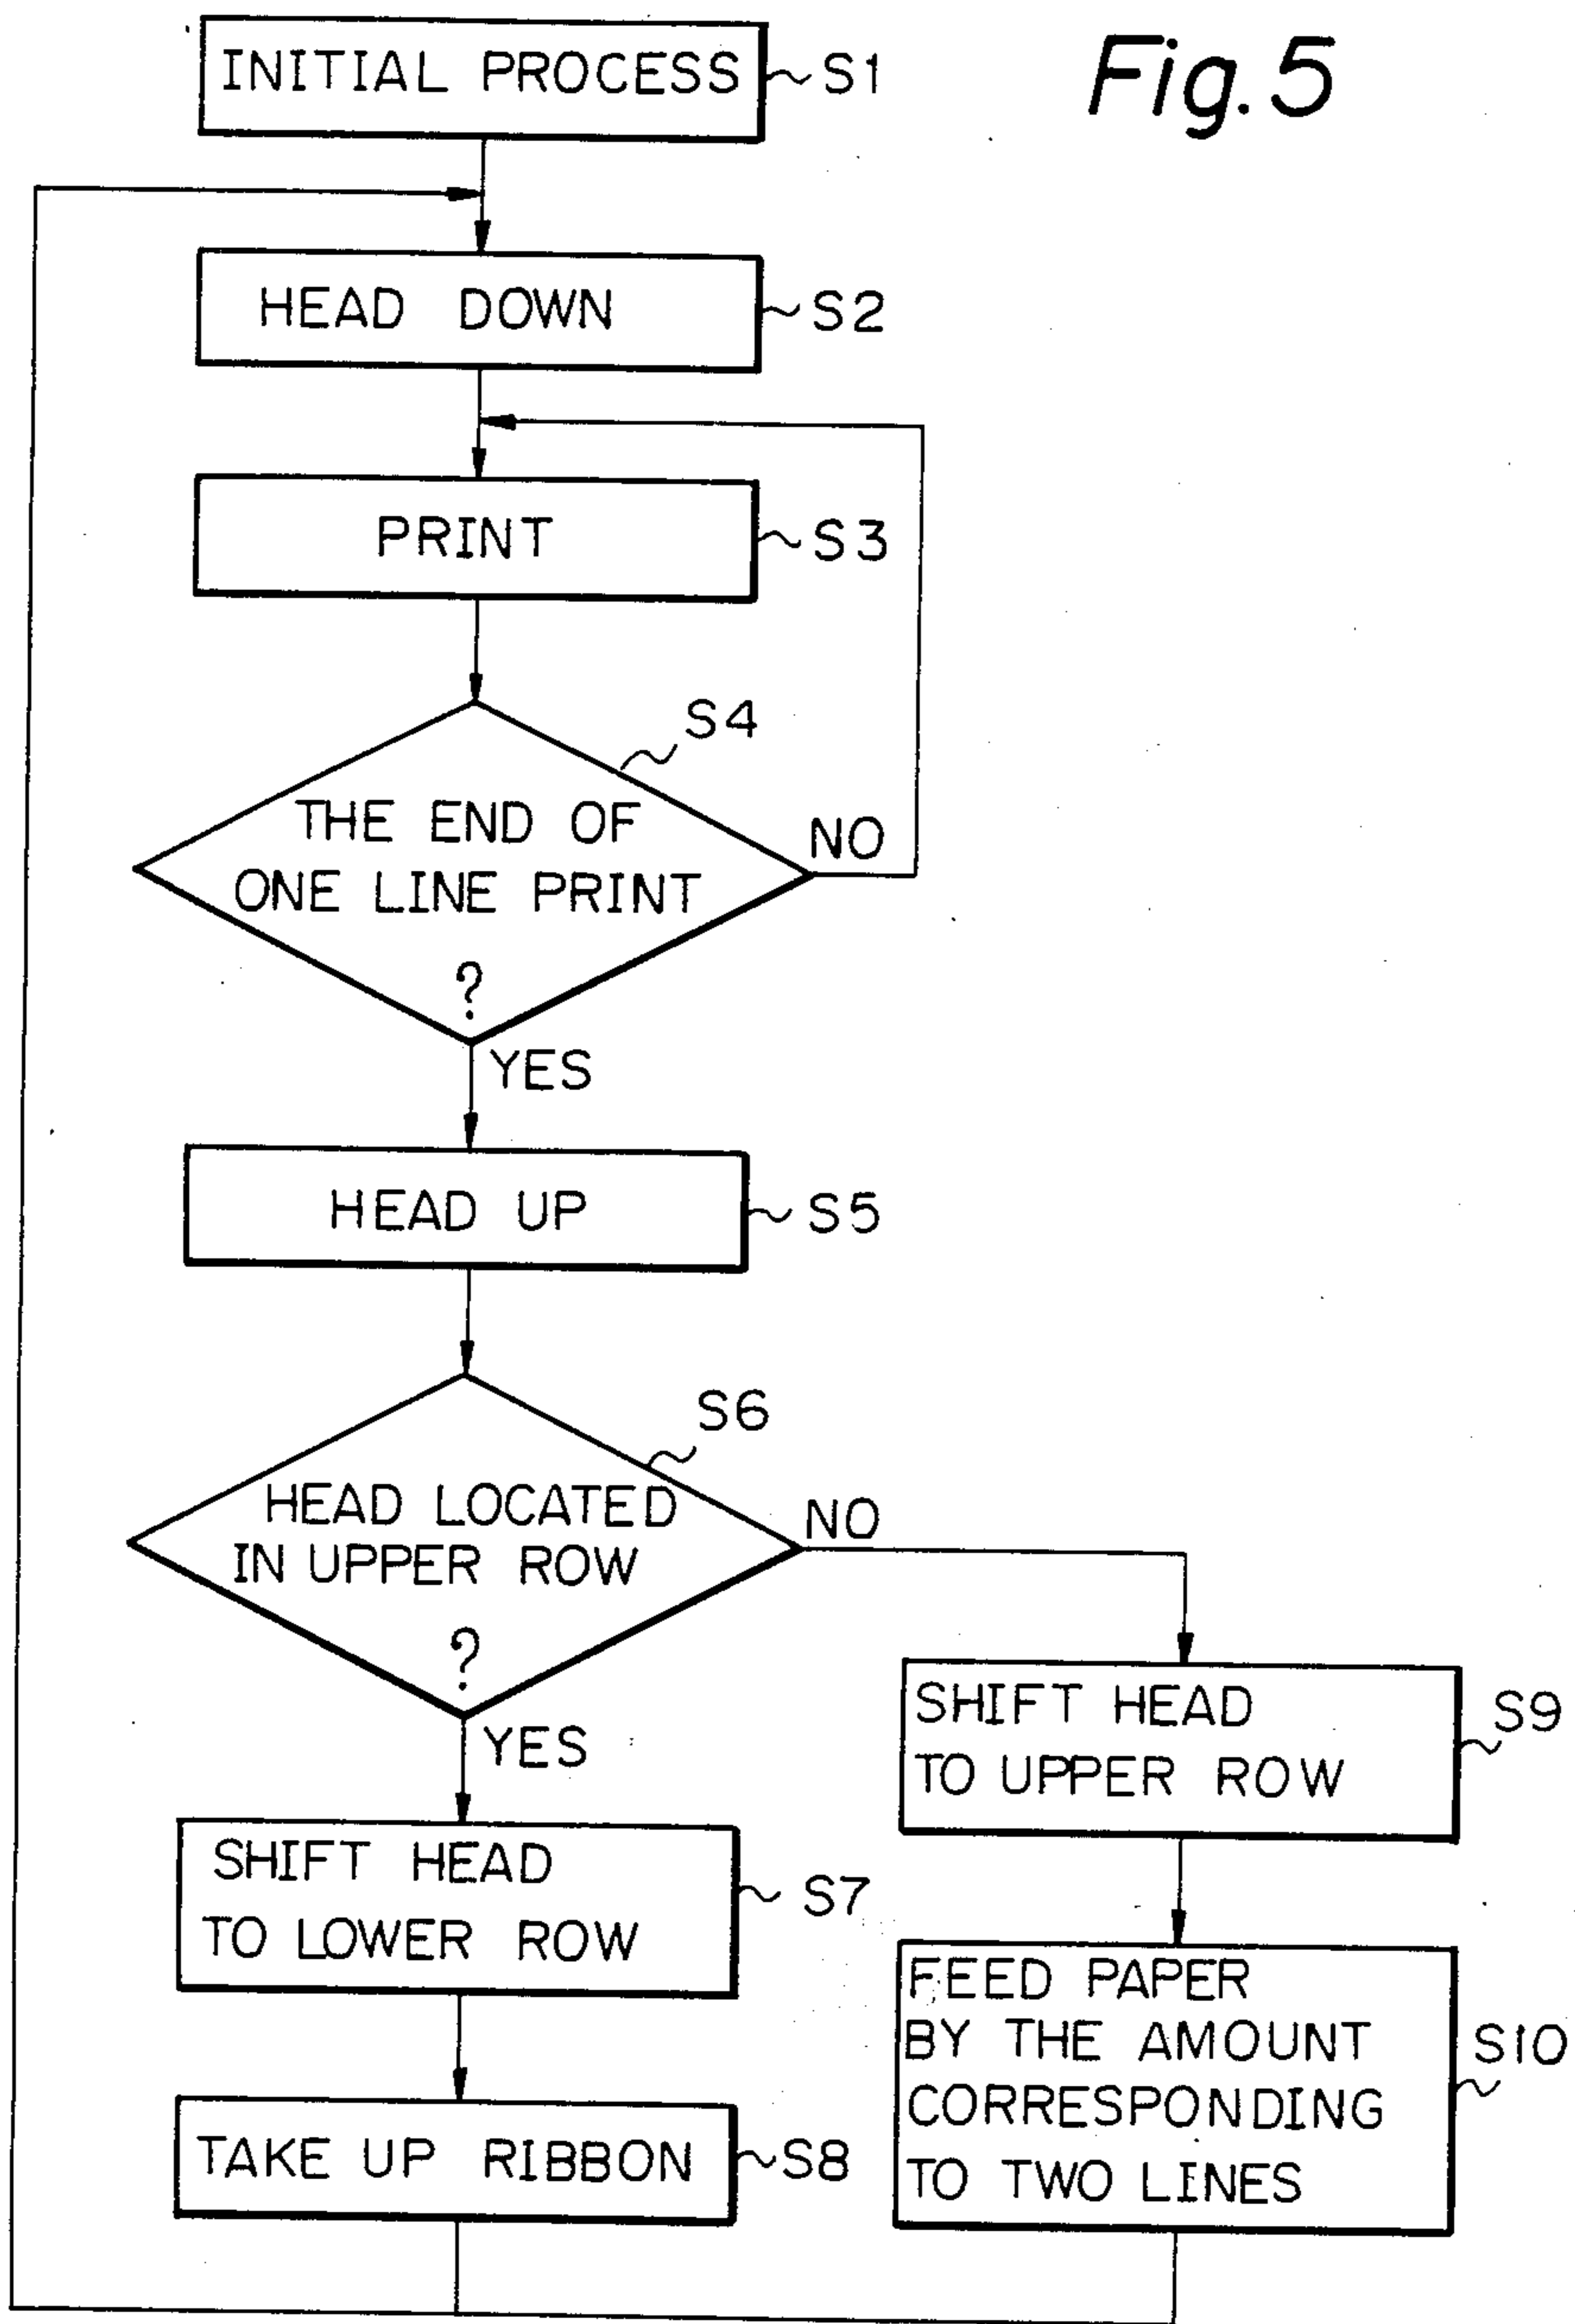 Fig. 5
INITIAL PROCESS
S1
HEAD DOWN
S2
PRINT
S3
S4
THE END OF
ONE LINE PRINT
?
NO
YES
HEAD UP
S5
S6
HEAD LOCATED
IN UPPER ROW
?
NO
YES
SHIFT HEAD
TO UPPER ROW
S9
SHIFT HEAD
TO LOWER ROW
S7
FEED PAPER
BY THE AMOUNT
CORRESPONDING
TO TWO LINES
S10
TAKE UP RIBBON
S8